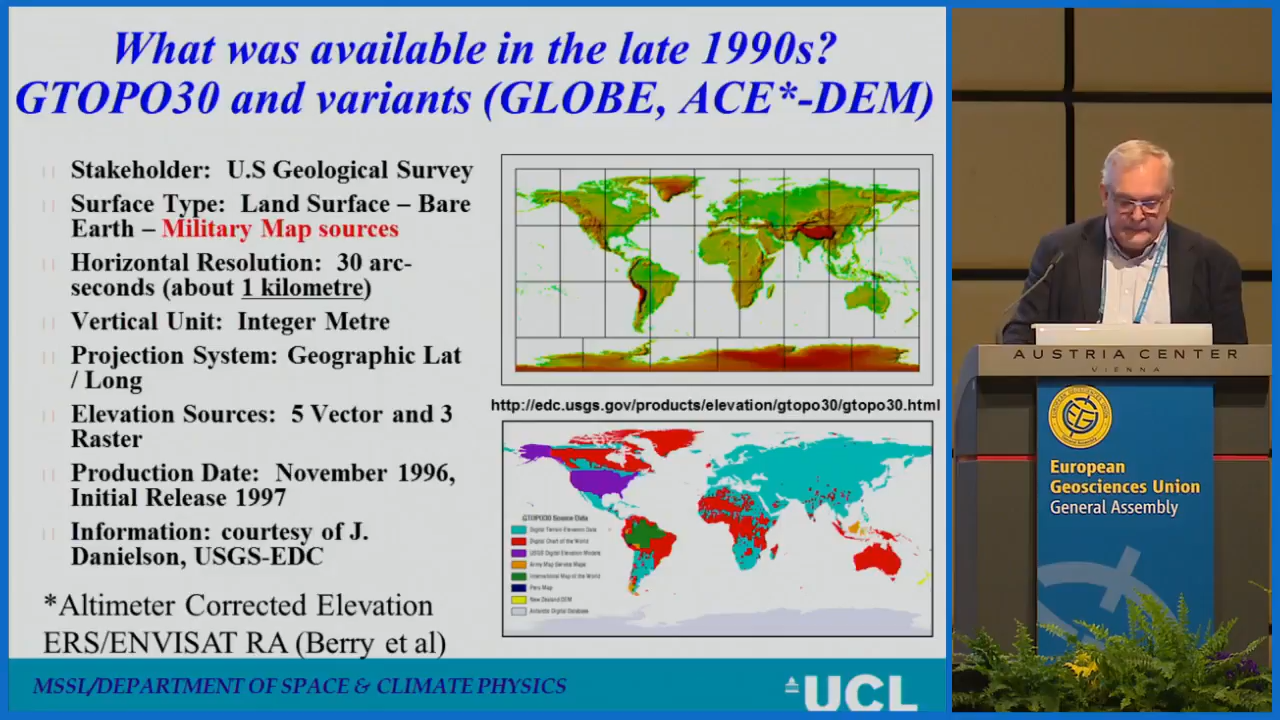 What was available in the late 1990s?
GTOPO30 and variants (GLOBE, ACE*-DEM)
Stakeholder: U.S Geological Survey
Surface Type: Land Surface – Bare
Earth – Military Map sources
Horizontal Resolution: 30 arc-
seconds (about 1 kilometre)
Vertical Unit: Integer Metre
Projection System: Geographic Lat
/ Long
Elevation Sources: 5 Vector and 3
Raster
Production Date: November 1996,
Initial Release 1997
Information: courtesy of J.
Danielson, USGS-EDC
*Altimeter Corrected Elevation
ERS/ENVISAT RA (Berry et al)
http://edc.usgs.gov/products/elevation/gtopo30/gtopo30.html
GTOPO30 Source Data
Digital Terrain Elevation Data
Digital Chart of the World
USGS Digital Elevation Models
Army Map Service Maps
International Map of the World
Peru Map
New Zealand DEM
Antarctic Digital Database
MSSL/DEPARTMENT OF SPACE & CLIMATE PHYSICS
UCL
AUSTRIA CENTER
VIENNA
European
Geosciences Union
General Assembly